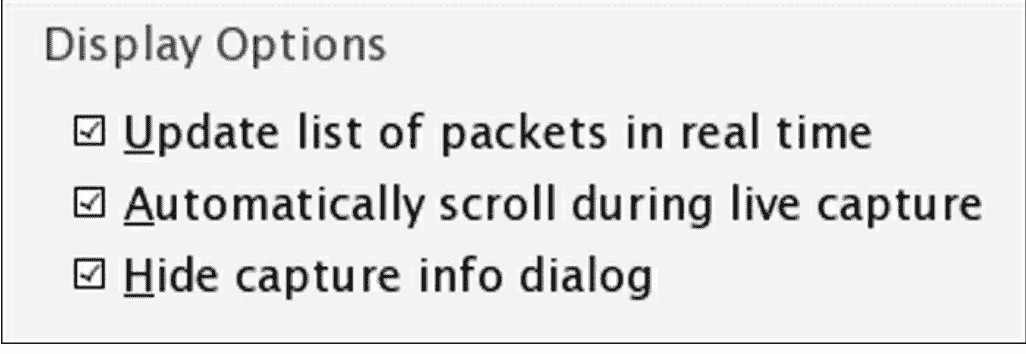 Display Options
Update list of packets in real time
Automatically scroll during live capture
Hide capture info dialog